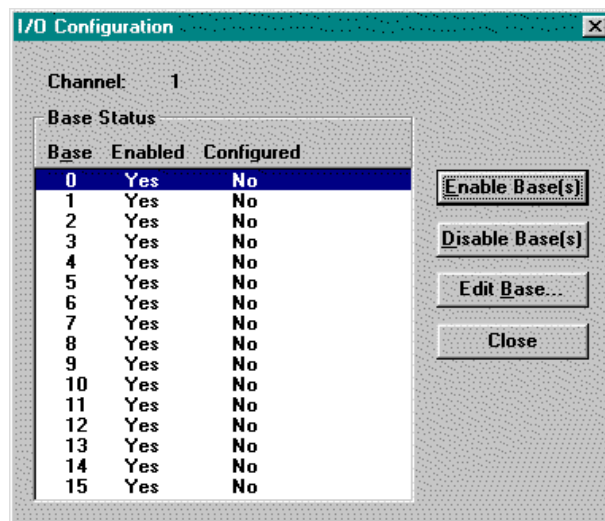 I/O Configuration
Channel: 1
Base Status
Base Enabled Configured
0 Yes No
1 Yes No
2 Yes No
3 Yes No
4 Yes No
5 Yes No
6 Yes No
7 Yes No
8 Yes No
9 Yes No
10 Yes No
11 Yes No
12 Yes No
13 Yes No
14 Yes No
15 Yes No
Enable Base(s)
Disable Base(s)
Edit Base...
Close